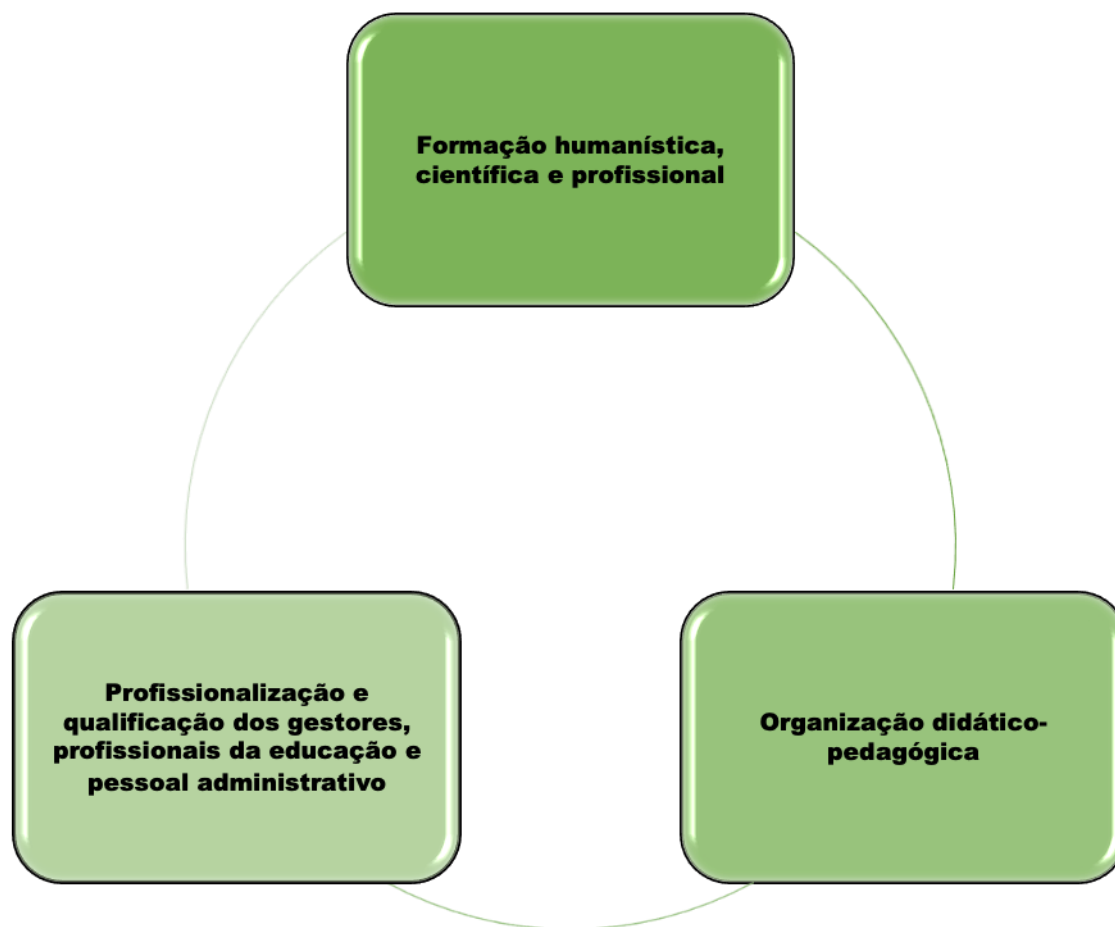 Formação humanística,
científica e profissional
Profissionalização e
qualificação dos gestores,
profissionais da educação e
pessoal administrativo
Organização didático-
pedagógica